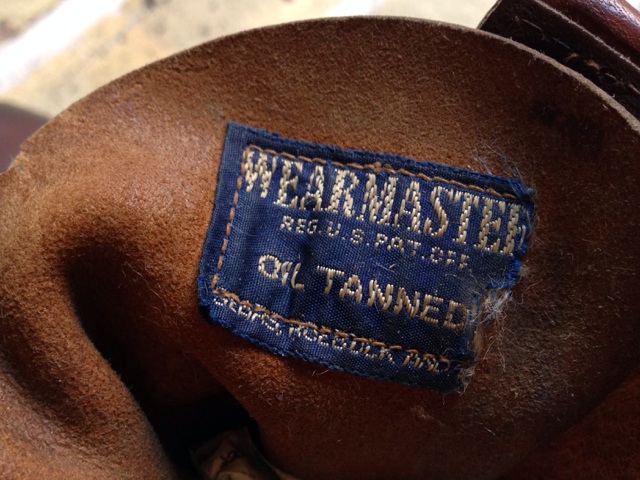 WEARMASTER
REG. U.S. PAT. OFF.
OIL TANNED
SEARS, ROEBUCK AND